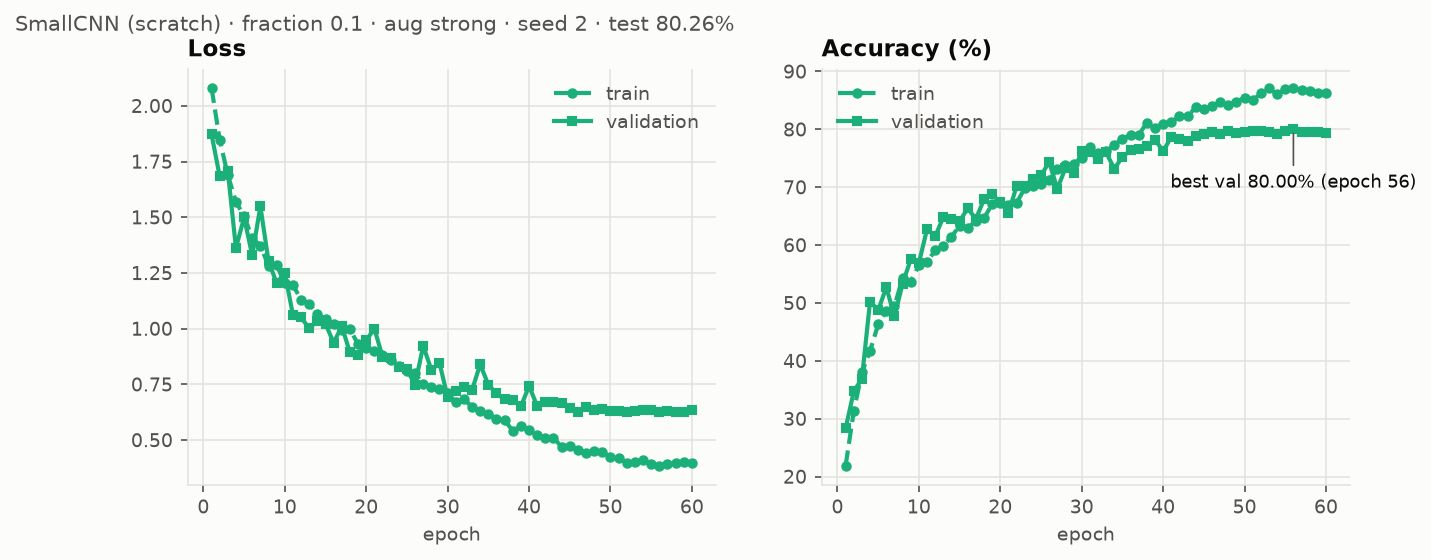 SmallCNN (scratch) · fraction 0.1 · aug strong · seed 2 · test 80.26%
Loss
train
validation
2.00
1.75
1.50
1.25
1.00
0.75
0.50
0 10 20 30 40 50 60
epoch
Accuracy (%)
train
validation
best val 80.00% (epoch 56)
90
80
70
60
50
40
30
20
0 10 20 30 40 50 60
epoch